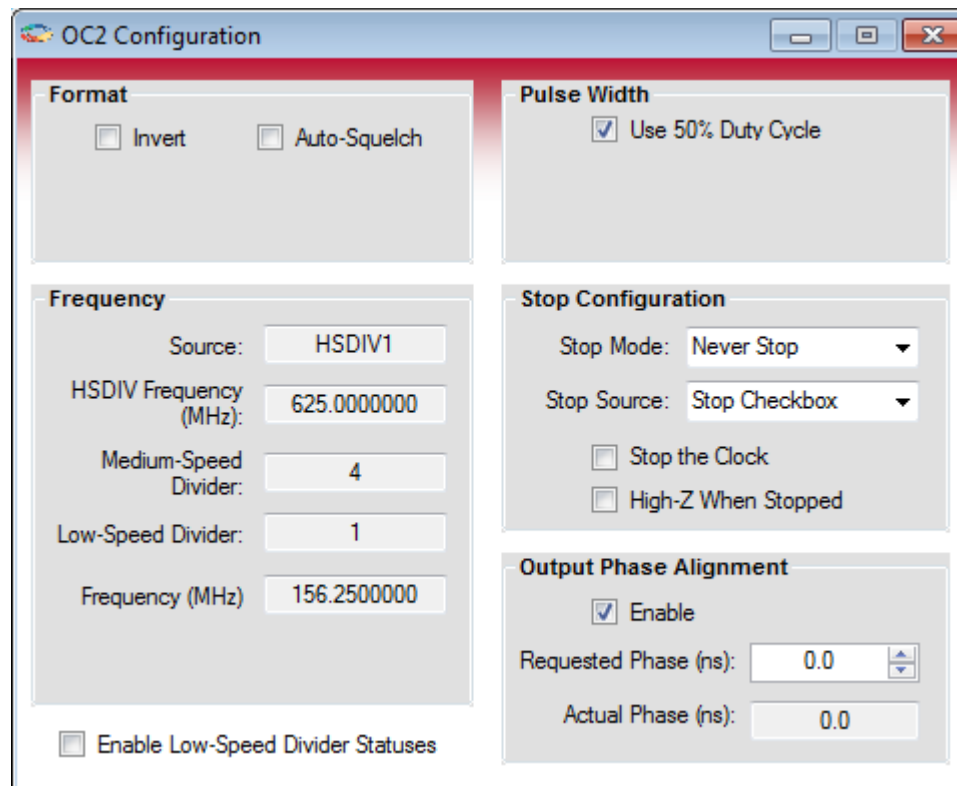 OC2 Configuration
Format
Invert
Auto-Squelch
Pulse Width
Use 50% Duty Cycle
Frequency
Source: HSDIV1
HSDIV Frequency
(MHz): 625.0000000
Medium-Speed
Divider: 4
Low-Speed Divider: 1
Frequency (MHz) 156.2500000
Enable Low-Speed Divider Statuses
Stop Configuration
Stop Mode: Never Stop
Stop Source: Stop Checkbox
Stop the Clock
High-Z When Stopped
Output Phase Alignment
Enable
Requested Phase (ns): 0.0
Actual Phase (ns): 0.0